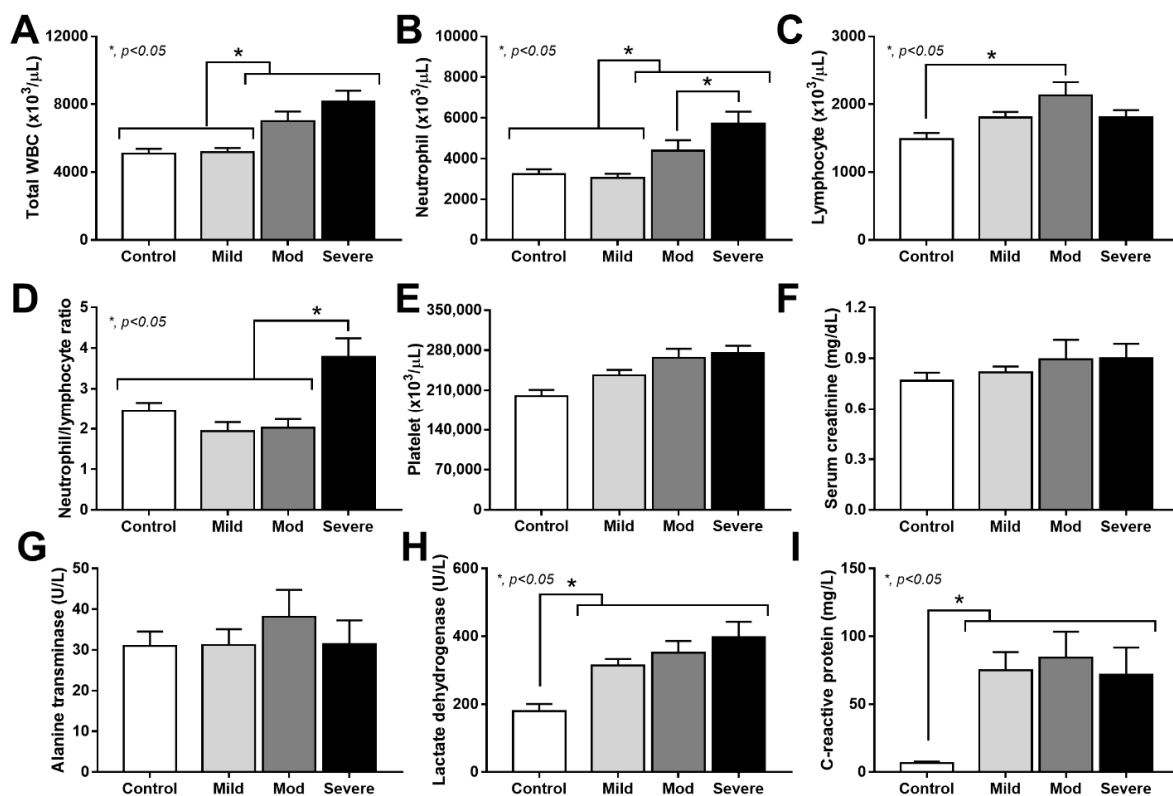 A
*, p<0.05
*
Total WBC (x10³/μL)
12000
8000
4000
0
Control Mild Mod Severe
B
*, p<0.05
*
*
Neutrophil (x10³/μL)
10000
8000
6000
4000
2000
0
Control Mild Mod Severe
C
*, p<0.05
*
Lymphocyte (x10³/μL)
3000
2000
1000
0
Control Mild Mod Severe
D
*, p<0.05
*
Neutrophil/lymphocyte ratio
5
4
3
2
1
0
Control Mild Mod Severe
E
Platelet (x10³/μL)
350,000
280,000
210,000
140,000
70,000
0
Control Mild Mod Severe
F
Serum creatinine (mg/dL)
1.2
0.9
0.6
0.3
0.0
Control Mild Mod Severe
G
Alanine transminase (U/L)
50
40
30
20
10
0
Control Mild Mod Severe
H
*, p<0.05
*
Lactate dehydrogenase (U/L)
600
400
200
0
Control Mild Mod Severe
I
*, p<0.05
*
C-reactive protein (mg/L)
150
100
50
0
Control Mild Mod Severe